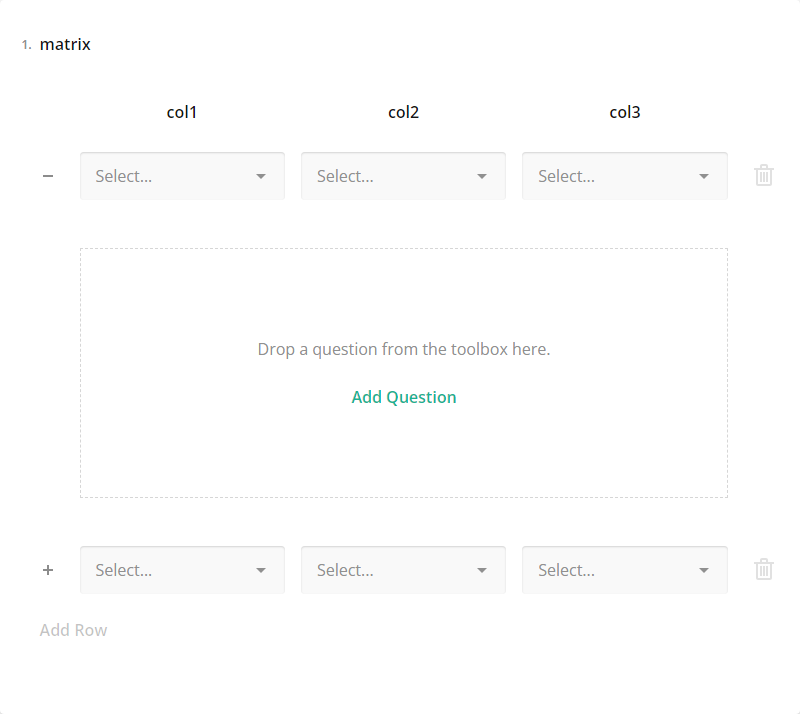 1. matrix
col1 col2 col3
Select... Select... Select...
Drop a question from the toolbox here.
Add Question
Select... Select... Select...
Add Row